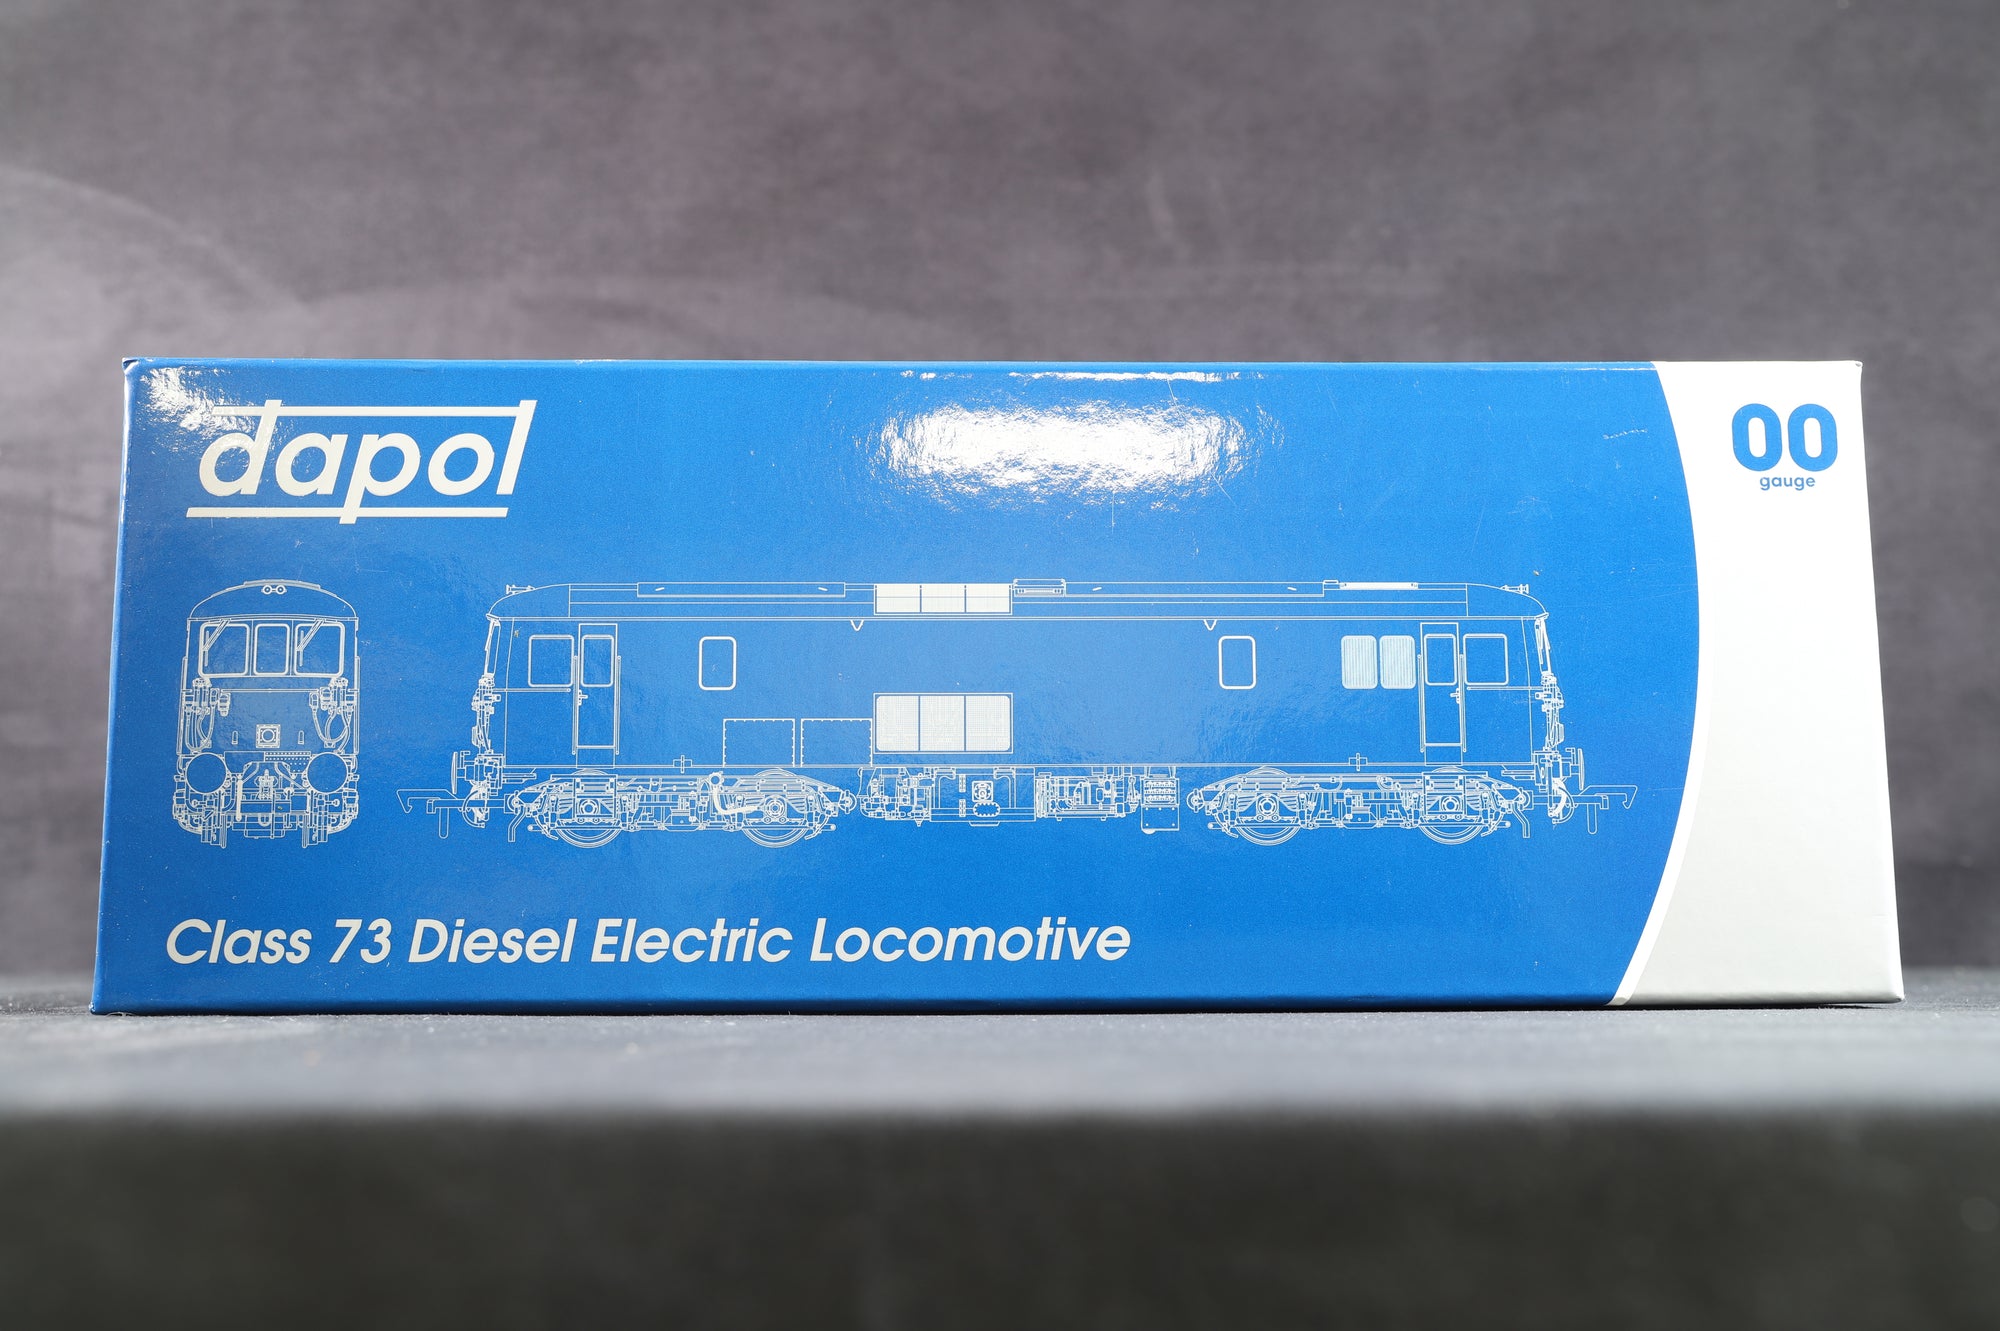 dapol
00
gauge
Class 73 Diesel Electric Locomotive